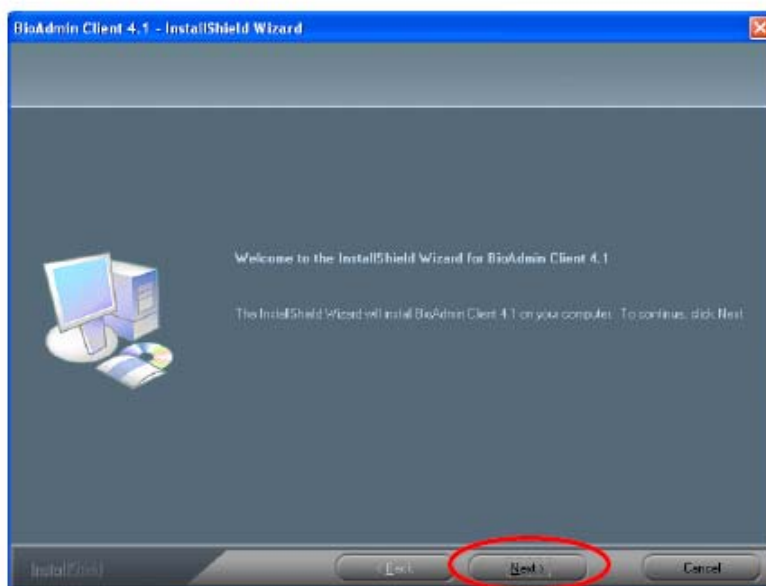 BioAdmin Client 4.1 - InstallShield Wizard
Welcome to the InstallShield Wizard for BioAdmin Client 4.1
The InstallShield Wizard will install BioAdmin Client 4.1 on your computer. To continue, click Next
InstallShield
< Back Next > Cancel